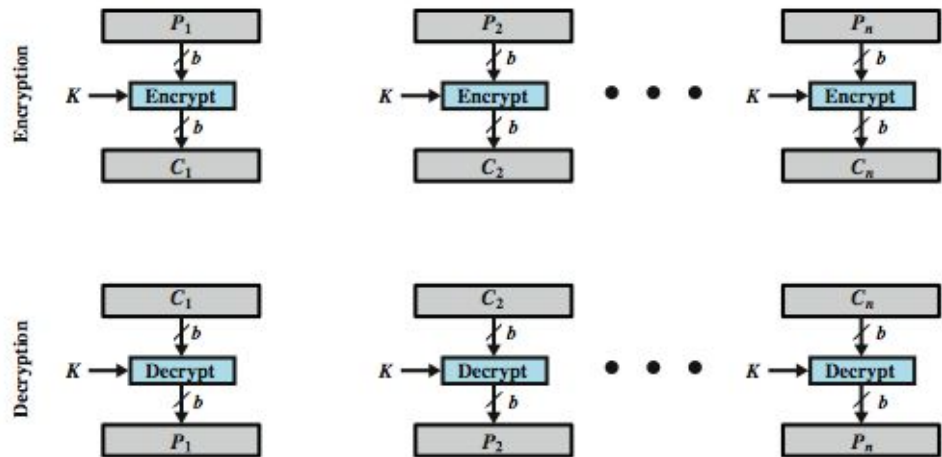 Encryption
P₁ P₂ Pₙ
b b b
K Encrypt K Encrypt • • • K Encrypt
b b b
C₁ C₂ Cₙ
Decryption
C₁ C₂ Cₙ
b b b
K Decrypt K Decrypt • • • K Decrypt
b b b
P₁ P₂ Pₙ